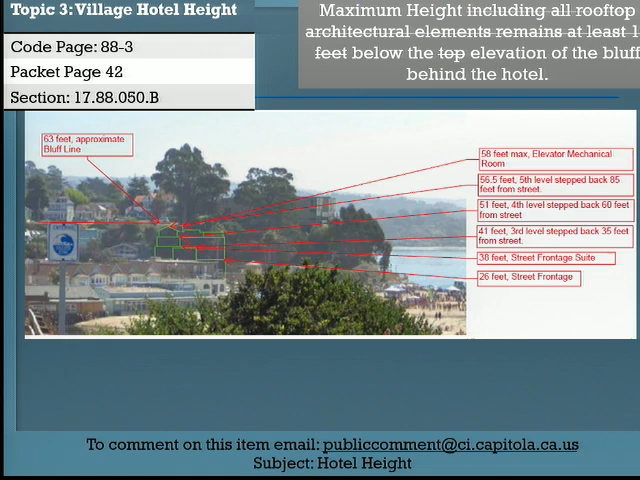 Topic 3: Village Hotel Height
Code Page: 88-3
Packet Page 42
Section: 17.88.050.B
Maximum Height including all rooftop
architectural elements remains at least 1
feet below the top elevation of the bluff
behind the hotel.
63 feet, approximate
Bluff Line
58 feet max, Elevator Mechanical
Room
56.5 feet, 5th level stepped back 85
feet from street.
51 feet, 4th level stepped back 60 feet
from street
41 feet, 3rd level stepped back 35 feet
from street.
38 feet, Street Frontage Suite
26 feet, Street Frontage
To comment on this item email: publiccomment@ci.capitola.ca.us
Subject: Hotel Height